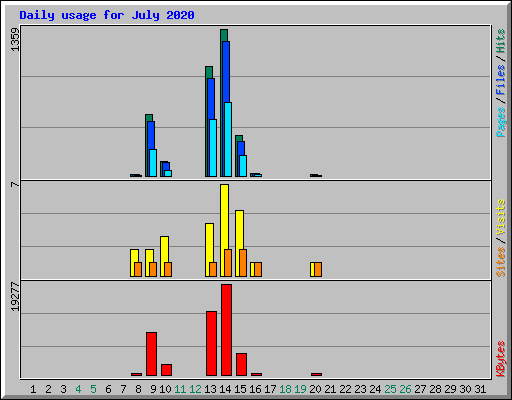 Daily usage for July 2020
1359
Pages/Files/Hits
7
Sites/Visits
19277
KBytes
1 2 3 4 5 6 7 8 9 10 11 12 13 14 15 16 17 18 19 20 21 22 23 24 25 26 27 28 29 30 31